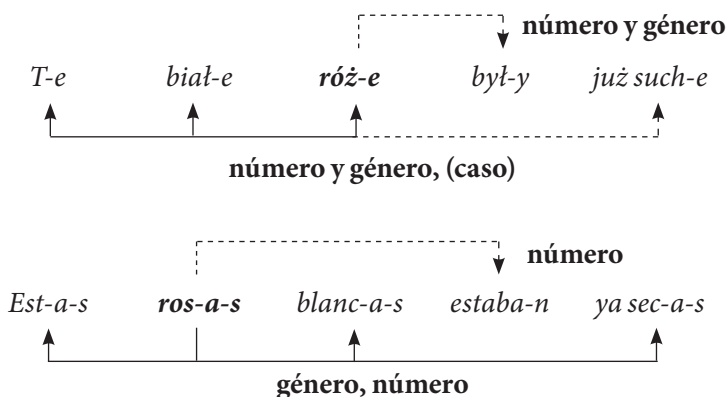 número y género
T-e biał-e róż-e był-y już such-e
número y género, (caso)
número
Est-a-s ros-a-s blanc-a-s estaba-n ya sec-a-s
género, número